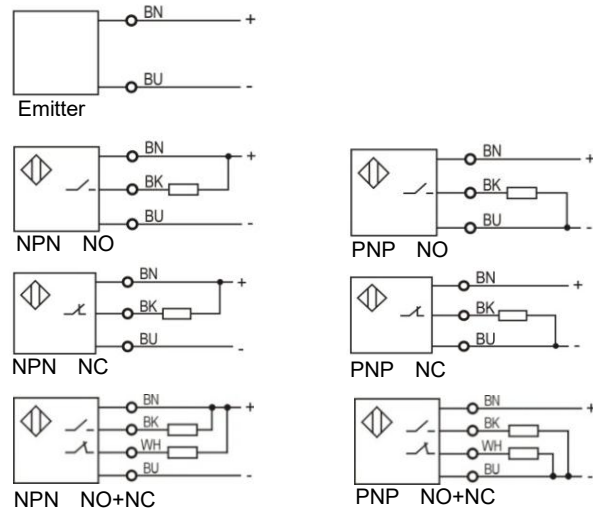 BN +
BU -
Emitter
BN +
BK
BU -
NPN NO
BN +
BK
BU -
PNP NO
BN +
BK
BU -
NPN NC
BN +
BK
BU -
PNP NC
BN +
BK
WH
BU -
NPN NO+NC
BN +
BK
WH
BU -
PNP NO+NC